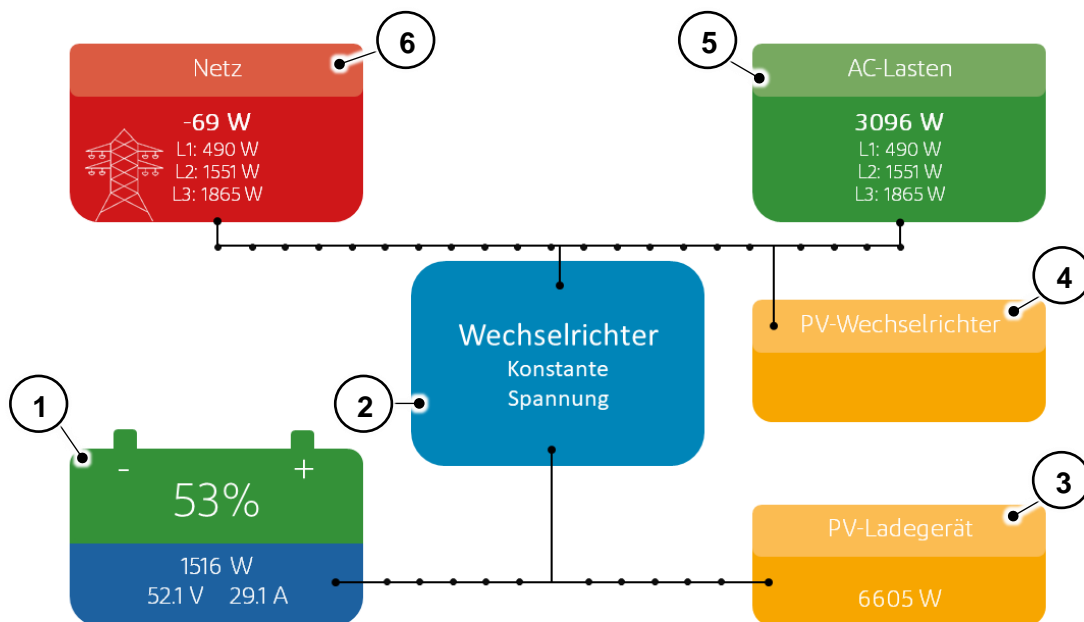 6
Netz
-69 W
L1: 490 W
L2: 1551 W
L3: 1865 W
5
AC-Lasten
3096 W
L1: 490 W
L2: 1551 W
L3: 1865 W
4
PV-Wechselrichter
2
Wechselrichter
Konstante
Spannung
1
- +
53%
1516 W
52.1 V 29.1 A
3
PV-Ladegerät
6605 W